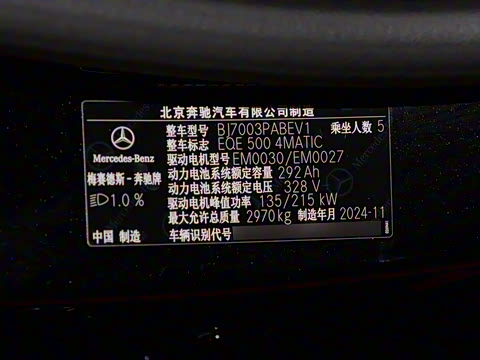 北京奔驰汽车有限公司制造
整车型号 BJ7003PABEV1 乘坐人数 5
整车标志 EQE 500 4MATIC
驱动电机型号 EM0030/EM0027
动力电池系统额定容量 292Ah
动力电池系统额定电压 328 V
驱动电机峰值功率 135/215 kW
最大允许总质量 2970kg 制造年月 2024-11
车辆识别代号
Mercedes-Benz
梅赛德斯-奔驰牌
1.0 %
中国 制造